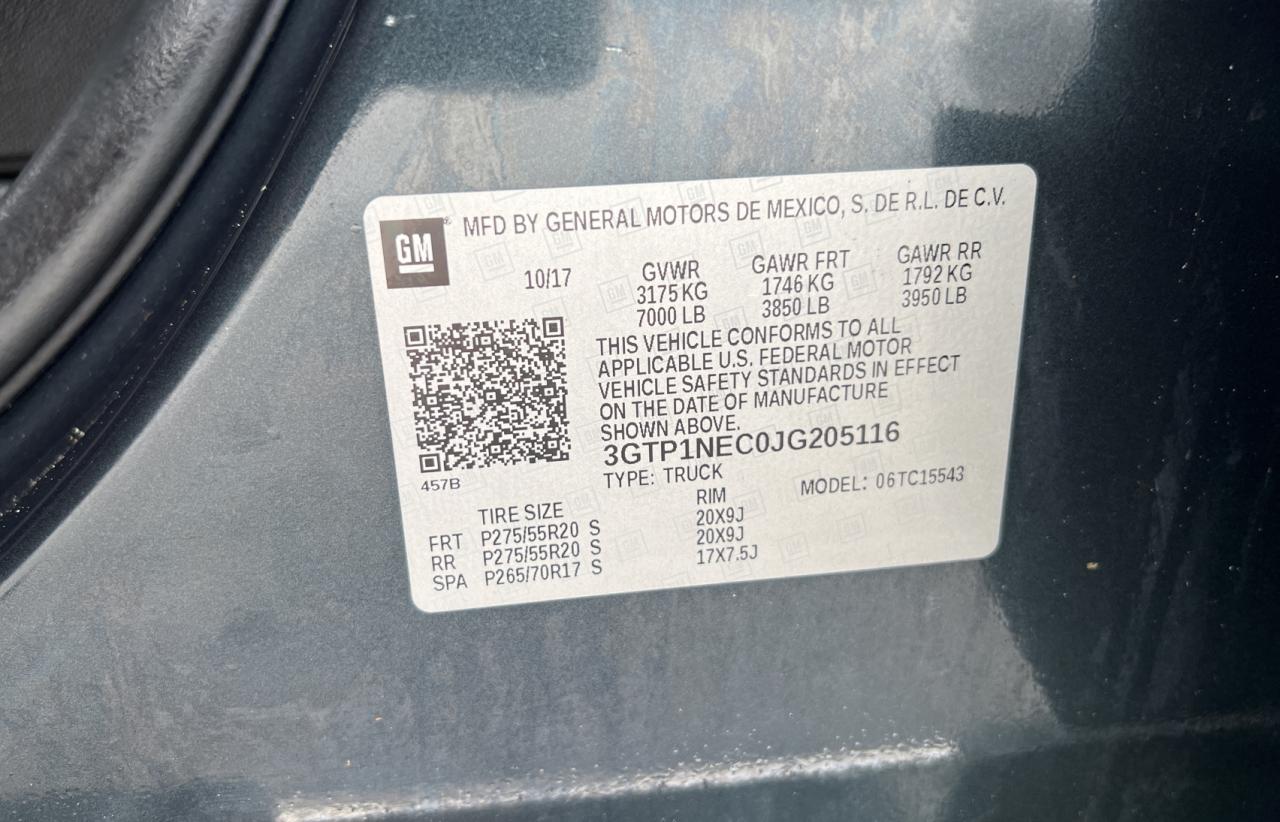 GM ® MFD BY GENERAL MOTORS DE MEXICO, S. DE R.L. DE C.V.
10/17 GVWR GAWR FRT GAWR RR
3175 KG 1746 KG 1792 KG
7000 LB 3850 LB 3950 LB
THIS VEHICLE CONFORMS TO ALL
APPLICABLE U.S. FEDERAL MOTOR
VEHICLE SAFETY STANDARDS IN EFFECT
ON THE DATE OF MANUFACTURE
SHOWN ABOVE.
3GTP1NEC0JG205116
457B
TYPE: TRUCK MODEL: 06TC15543
TIRE SIZE RIM
FRT P275/55R20 S 20X9J
RR P275/55R20 S 20X9J
SPA P265/70R17 S 17X7.5J